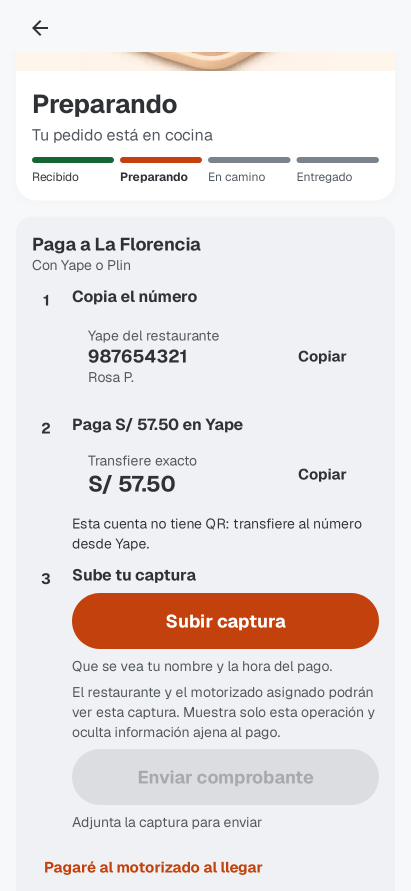 Preparando
Tu pedido está en cocina
Recibido
Preparando
En camino
Entregado
Paga a La Florencia
Con Yape o Plin
1
Copia el número
Yape del restaurante
987654321
Copiar
Rosa P.
2
Paga S/ 57.50 en Yape
Transfiere exacto
S/ 57.50
Copiar
Esta cuenta no tiene QR: transfiere al número
desde Yape.
3
Sube tu captura
Subir captura
Que se vea tu nombre y la hora del pago.
El restaurante y el motorizado asignado podrán
ver esta captura. Muestra solo esta operación y
oculta información ajena al pago.
Enviar comprobante
Adjunta la captura para enviar
Pagaré al motorizado al llegar